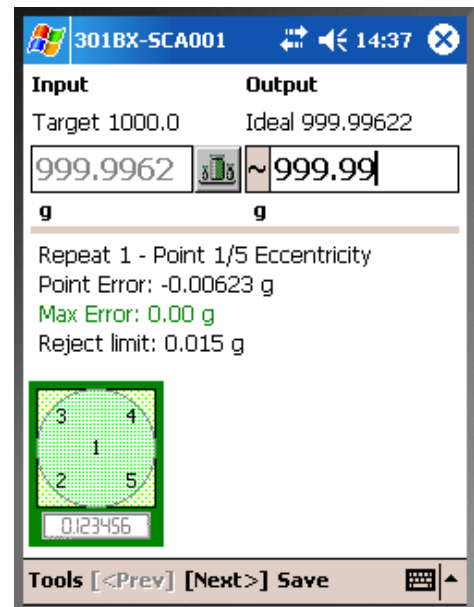 301BX-SCA001 14:37
Input Output
Target 1000.0 Ideal 999.99622
999.9962 ~ 999.99
g g
Repeat 1 - Point 1/5 Eccentricity
Point Error: -0.00623 g
Max Error: 0.00 g
Reject limit: 0.015 g
3 4
1
2 5
0.123456
Tools [<Prev] [Next>] Save